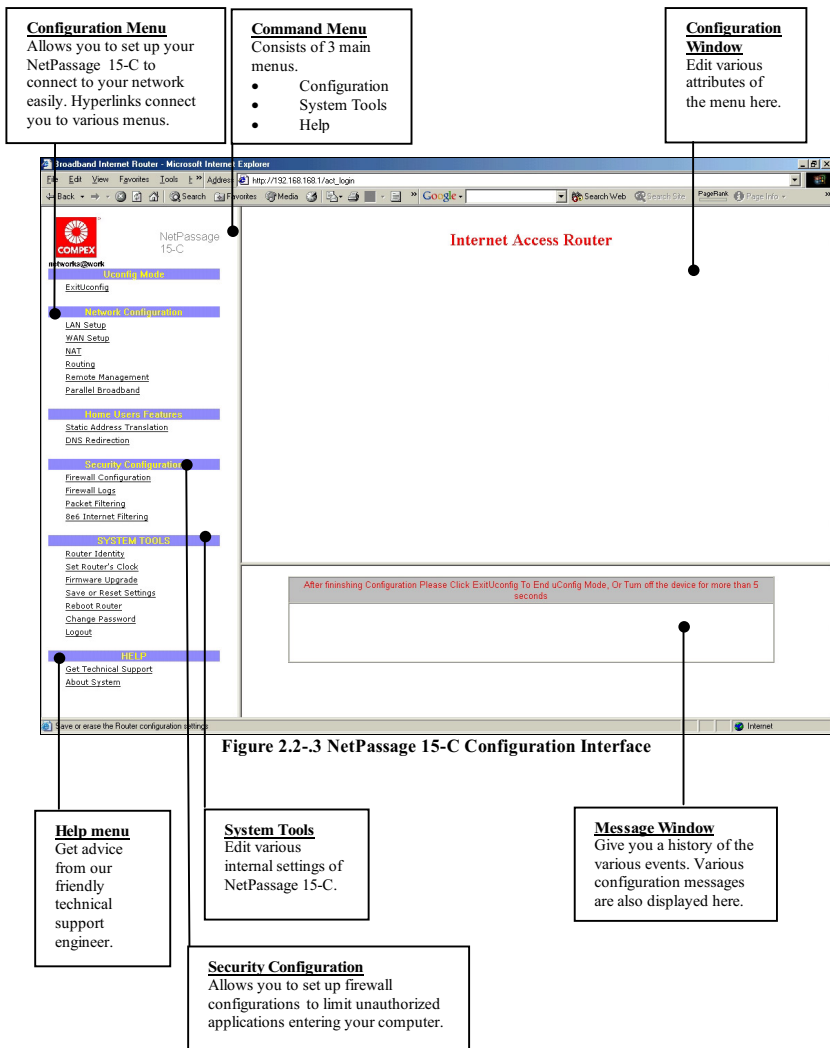 Configuration Menu
Allows you to set up your
NetPassage 15-C to
connect to your network
easily. Hyperlinks connect
you to various menus.
Command Menu
Consists of 3 main
menus.
• Configuration
• System Tools
• Help
Configuration
Window
Edit various
attributes of
the menu here.
Broadband Internet Router - Microsoft Internet Explorer
File Edit View Favorites Tools » Address http://192.168.168.1/act_login
Back Search Favorites Media » Google Search Web Search Site PageRank Page Info »
COMPEX
networks@work
NetPassage
15-C
Uconfig Mode
ExitUconfig
Network Configuration
LAN Setup
WAN Setup
NAT
Routing
Remote Management
Parallel Broadband
Home Users Features
Static Address Translation
DNS Redirection
Security Configuration
Firewall Configuration
Firewall Logs
Packet Filtering
8e6 Internet Filtering
SYSTEM TOOLS
Router Identity
Set Router's Clock
Firmware Upgrade
Save or Reset Settings
Reboot Router
Change Password
Logout
HELP
Get Technical Support
About System
Internet Access Router
After fininshing Configuration Please Click ExitUconfig To End uConfig Mode, Or Turn off the device for more than 5
seconds
Save or erase the Router configuration settings
Internet
Figure 2.2-.3 NetPassage 15-C Configuration Interface
Help menu
Get advice
from our
friendly
technical
support
engineer.
System Tools
Edit various
internal settings of
NetPassage 15-C.
Message Window
Give you a history of the
various events. Various
configuration messages
are also displayed here.
Security Configuration
Allows you to set up firewall
configurations to limit unauthorized
applications entering your computer.